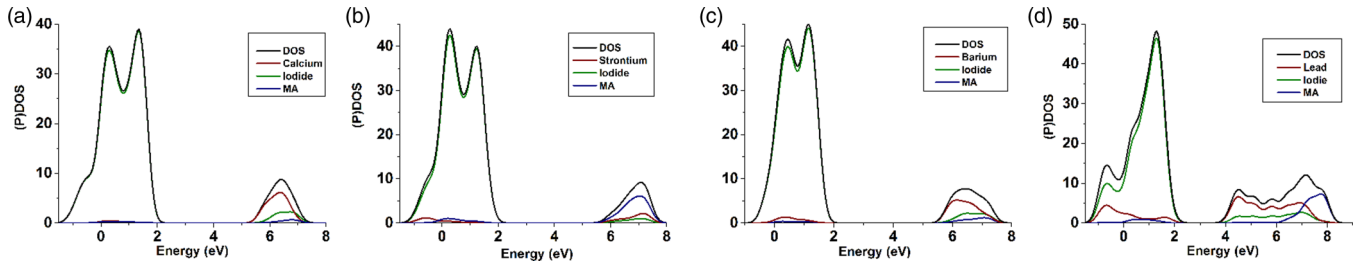 (a)
40
30
20
10
0
(P)DOS
DOS
Calcium
Iodide
MA
0
2
4
6
8
Energy (eV)
(b)
40
30
20
10
0
(P)DOS
DOS
Strontium
Iodide
MA
0
2
4
6
8
Energy (eV)
(c)
40
30
20
10
0
(P)DOS
DOS
Barium
Iodide
MA
0
2
4
6
8
Energy (eV)
(d)
50
40
30
20
10
0
(P)DOS
DOS
Lead
Iodie
MA
0
2
4
6
8
Energy (eV)